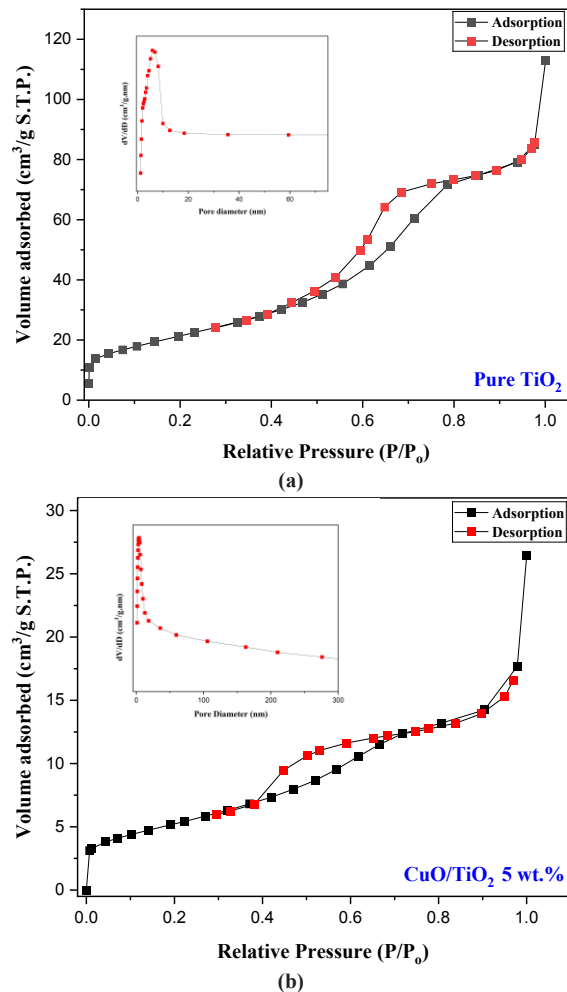 120
100
80
60
40
20
0
Volume adsorbed (cm³/g S.T.P.)
Adsorption
Desorption
dV/dD (cm³/g.nm)
0 20 40 60
Pore diameter (nm)
Pure TiO₂
0.0 0.2 0.4 0.6 0.8 1.0
Relative Pressure (P/Pₒ)
(a)
30
25
20
15
10
5
0
Volume adsorbed (cm³/g S.T.P.)
Adsorption
Desorption
dV/dD (cm³/g.nm)
0 100 200 300
Pore Diameter (nm)
CuO/TiO₂ 5 wt.%
0.0 0.2 0.4 0.6 0.8 1.0
Relative Pressure (P/Pₒ)
(b)